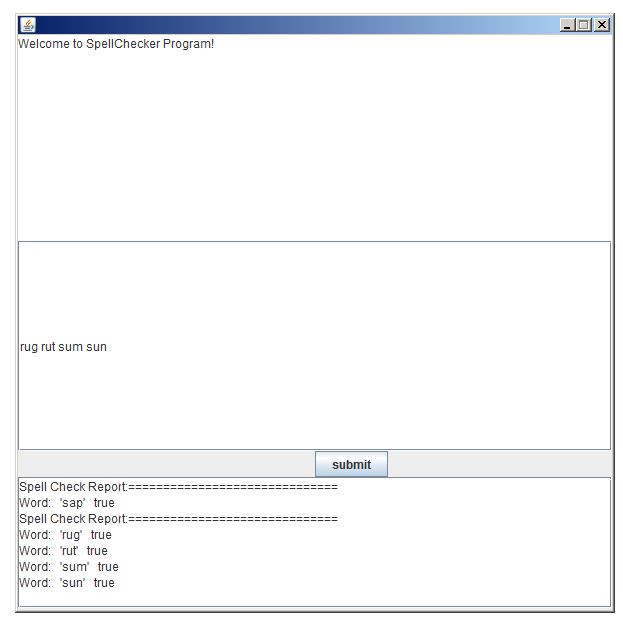 Welcome to SpellChecker Program!
rug rut sum sun
submit
Spell Check Report:==============================
Word:   'sap'   true
Spell Check Report:==============================
Word:   'rug'   true
Word:   'rut'   true
Word:   'sum'   true
Word:   'sun'   true